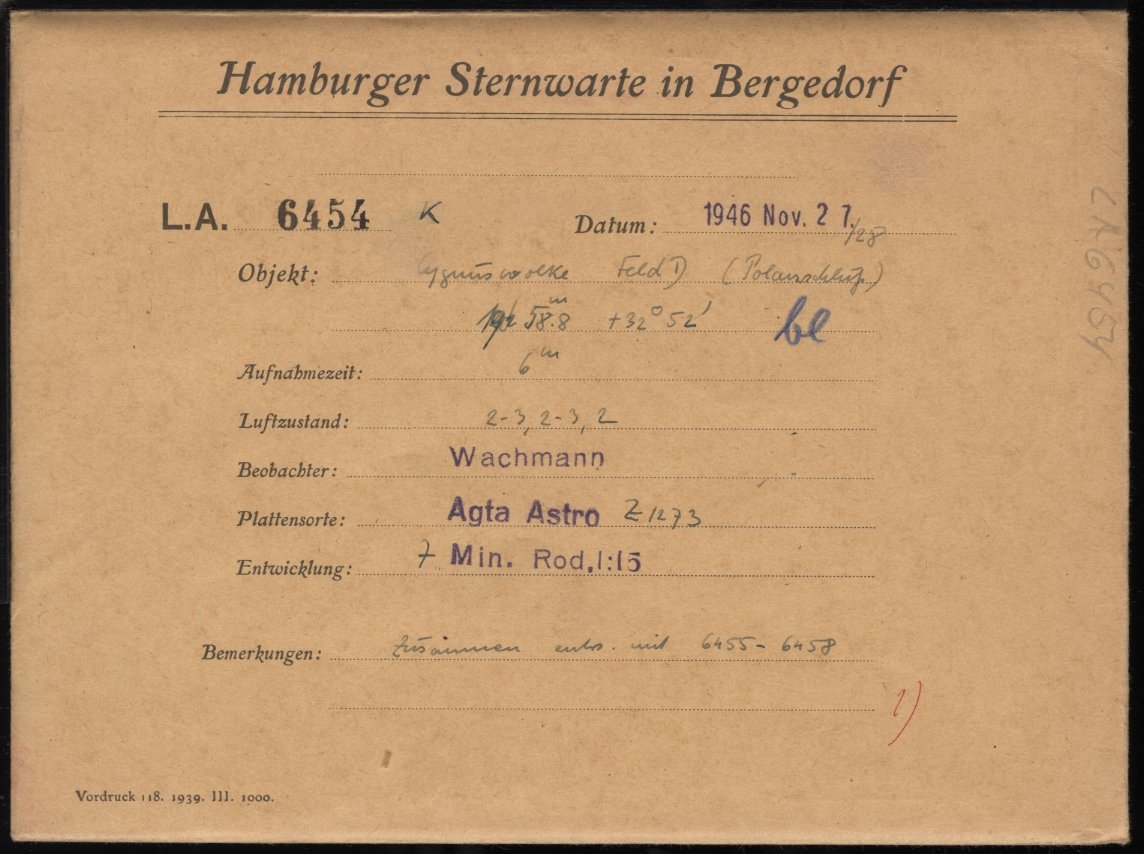 Hamburger Sternwarte in Bergedorf
L.A. 6454 K Datum: 1946 Nov. 27./28
Objekt: Cygnuswolke Feld D (Polanschluß)
58.8ᵐ +32° 52' be
Aufnahmezeit: 6ᵐ
Luftzustand: 2-3, 2-3, 2
Beobachter: Wachmann
Plattensorte: Agfa Astro Z1273
Entwicklung: 7 Min. Rod. 1:15
Bemerkungen: Zusammen entw. mit 6455-6458
1)
Vordruck 118. 1939. III. 1000.
LA6454